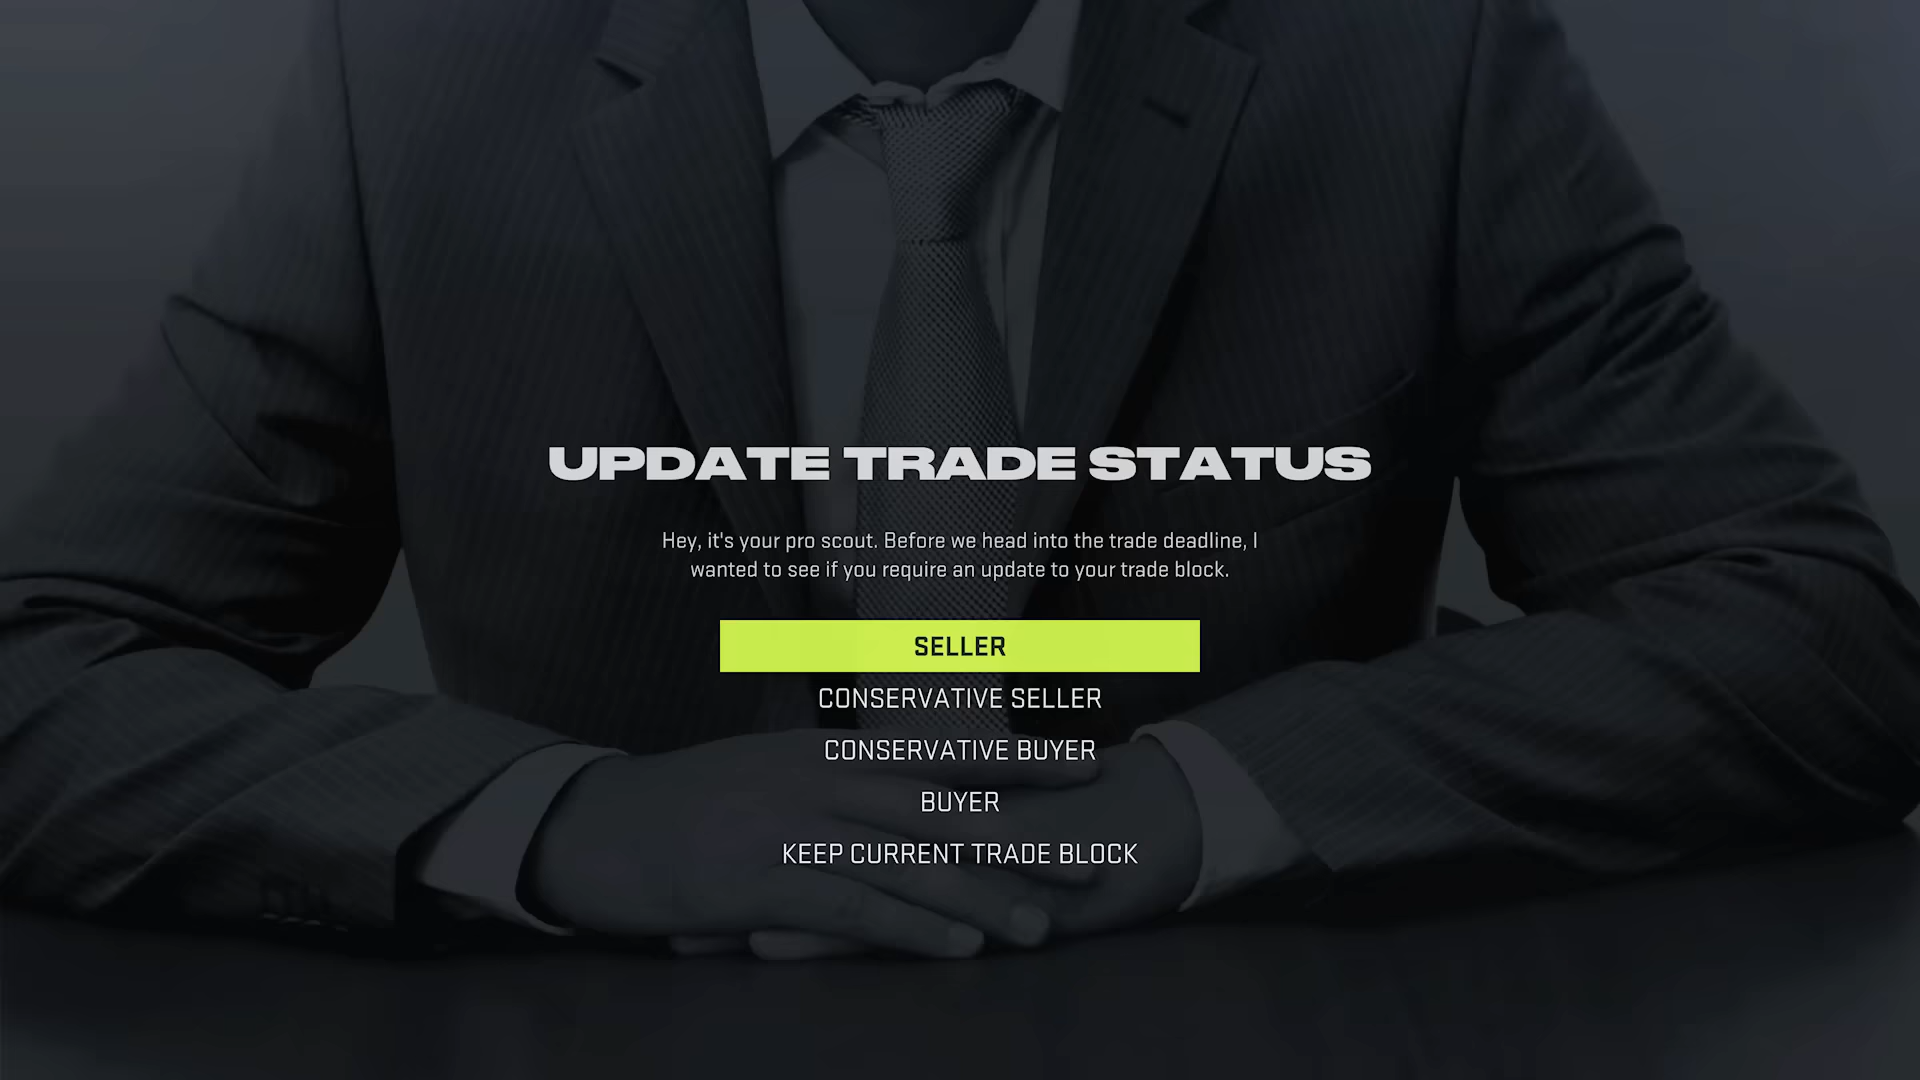 UPDATE TRADE STATUS
Hey, it's your pro scout. Before we head into the trade deadline, I
wanted to see if you require an update to your trade block.
SELLER
CONSERVATIVE SELLER
CONSERVATIVE BUYER
BUYER
KEEP CURRENT TRADE BLOCK